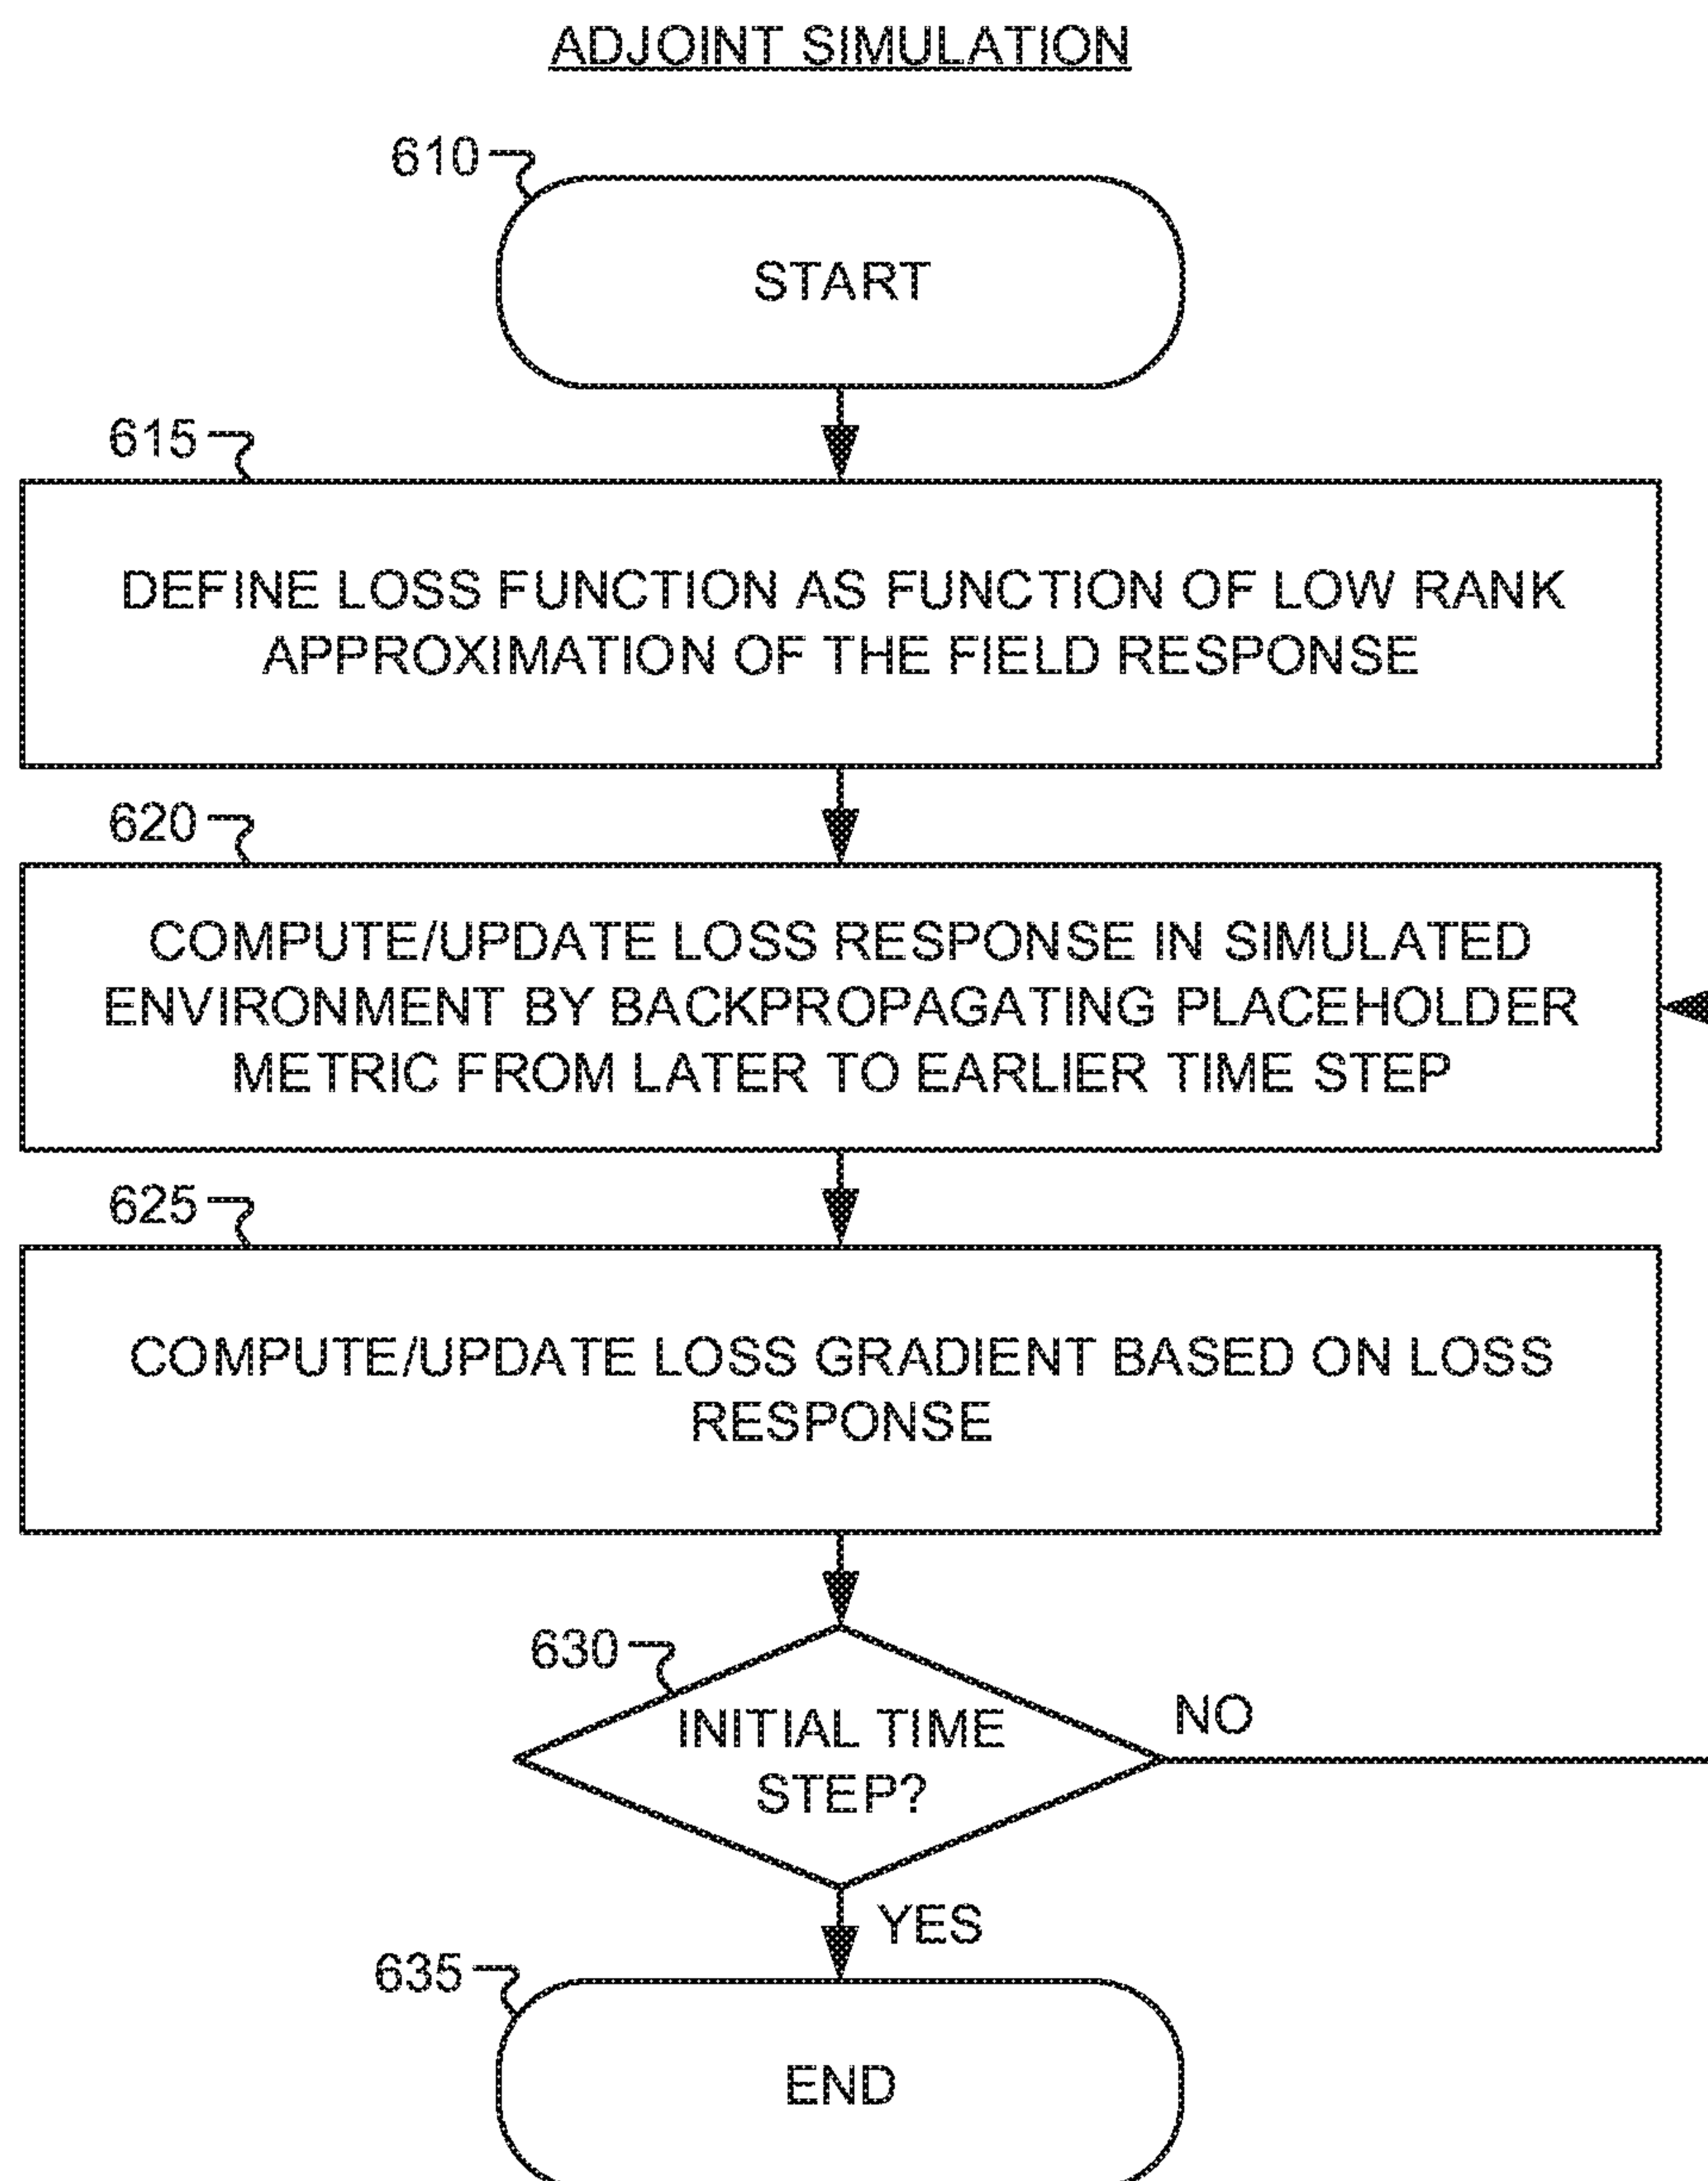 ADJOINT SIMULATION
610
START
615
DEFINE LOSS FUNCTION AS FUNCTION OF LOW RANK
APPROXIMATION OF THE FIELD RESPONSE
620
COMPUTE/UPDATE LOSS RESPONSE IN SIMULATED
ENVIRONMENT BY BACKPROPAGATING PLACEHOLDER
METRIC FROM LATER TO EARLIER TIME STEP
625
COMPUTE/UPDATE LOSS GRADIENT BASED ON LOSS
RESPONSE
630
INITIAL TIME
STEP?
NO
YES
635
END